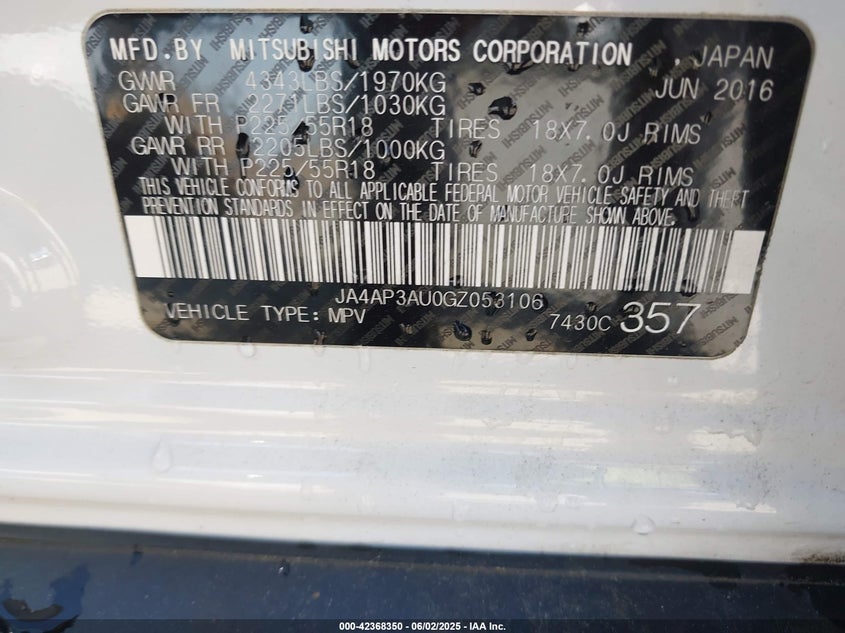 MFD.BY MITSUBISHI MOTORS CORPORATION , JAPAN
GVWR 4343LBS/1970KG JUN 2016
GAWR FR 2271LBS/1030KG
WITH P225/55R18 TIRES 18X7.0J RIMS
GAWR RR 2205LBS/1000KG
WITH P225/55R18 TIRES 18X7.0J RIMS
THIS VEHICLE CONFORMS TO ALL APPLICABLE FEDERAL MOTOR VEHICLE SAFETY AND THEFT
PREVENTION STANDARDS IN EFFECT ON THE DATE OF MANUFACTURE SHOWN ABOVE.
JA4AP3AU0GZ053106
VEHICLE TYPE: MPV 7430C 357
000-42368350 | 06/02/2025 - IAA Inc.